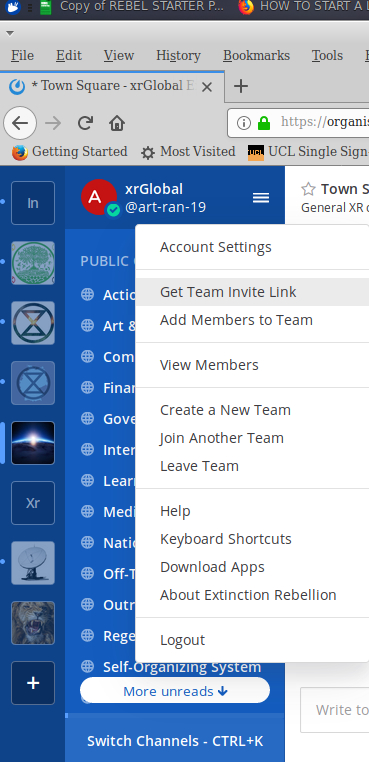 Copy of REBEL STARTER P... HOW TO START A L
File Edit View History Bookmarks Tools
* Town Square - xrGlobal E
https://organis
Getting Started Most Visited UCL UCL Single Sign-
In
A xrGlobal
@art-ran-19
Town S
General XR c
Account Settings
PUBLIC
Get Team Invite Link
Add Members to Team
View Members
Create a New Team
Join Another Team
Leave Team
Help
Keyboard Shortcuts
Download Apps
About Extinction Rebellion
Logout
Actio
Art &
Com
Finan
Gove
Inter
Learn
Medi
Natio
Off-T
Outr
Rege
Self-Organizing System
Xr
+
More unreads
Switch Channels - CTRL+K
Write to